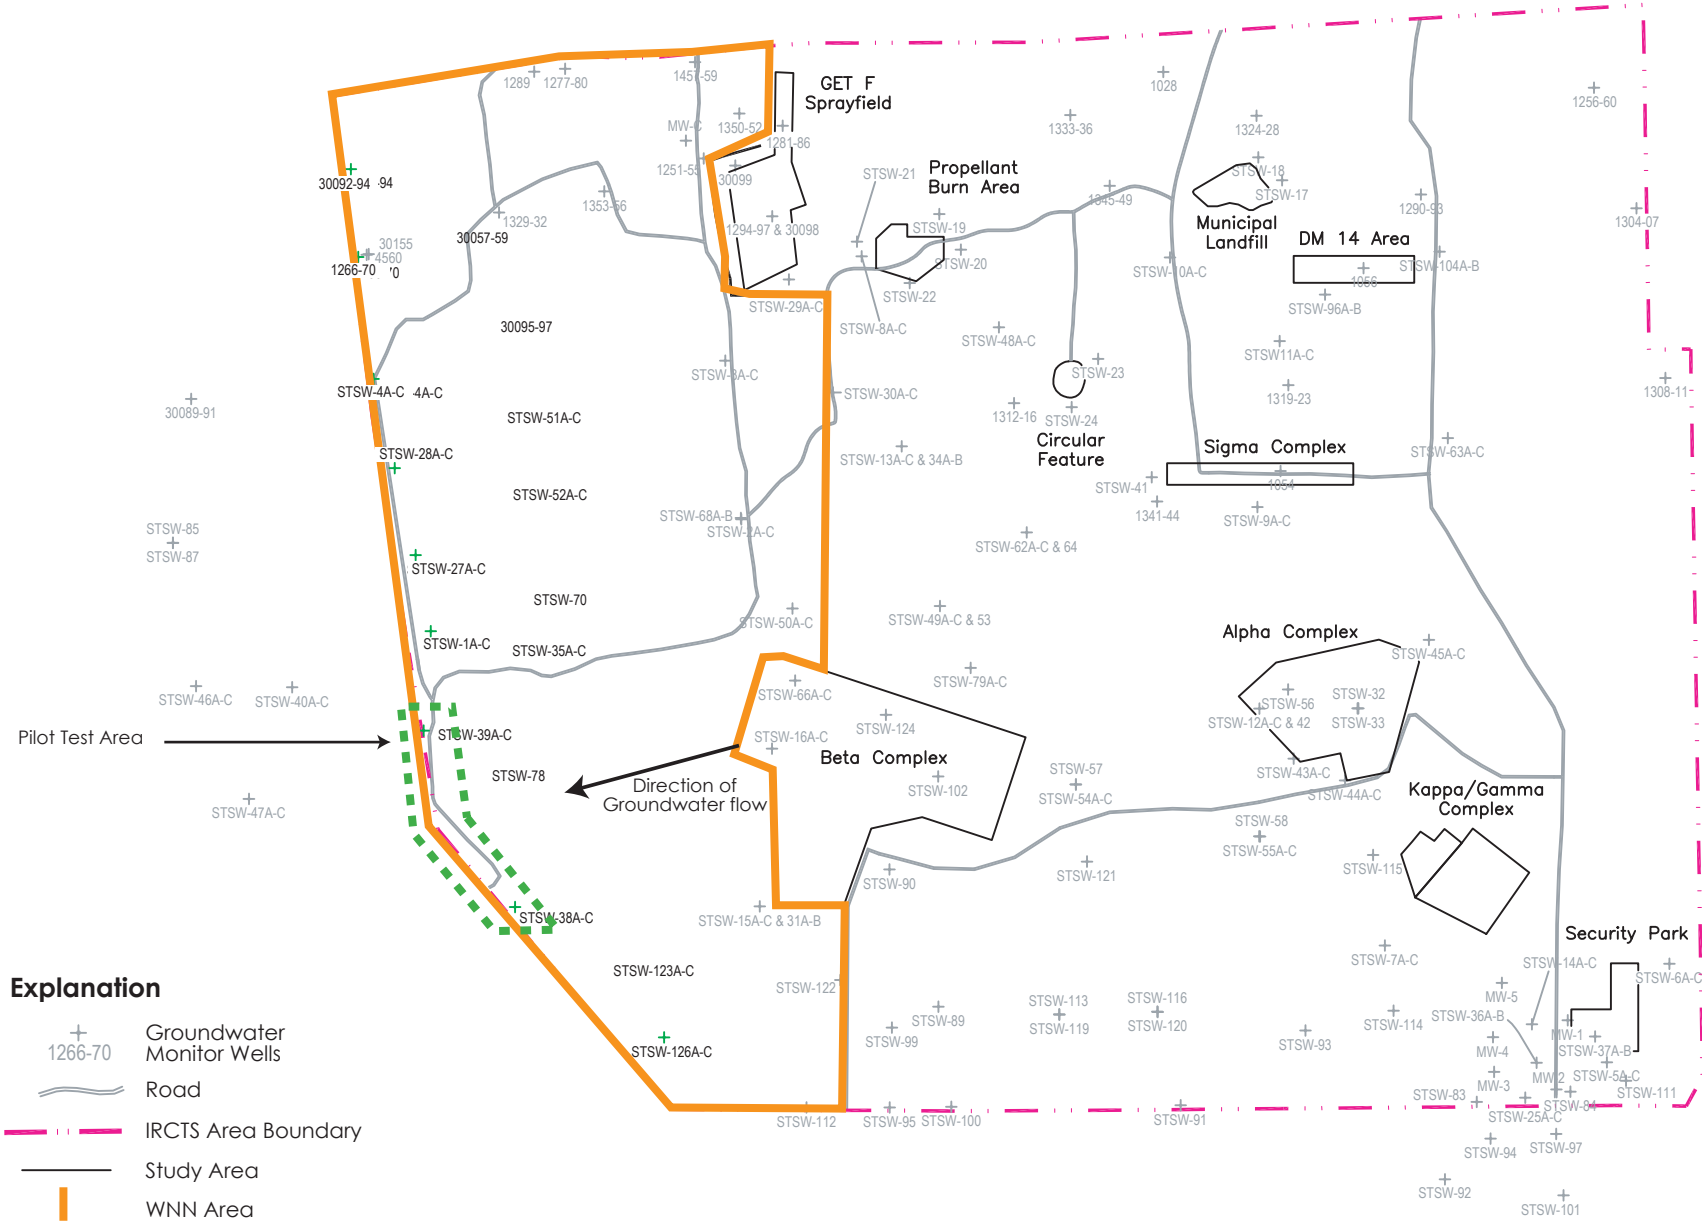 1289
1277-80
1457-59
GET F
Sprayfield
1028
1256-60
MW-C
1350-52
1281-86
1333-36
1324-28
1251-55
30099
Propellant
Burn Area
STSW-21
STSW-18
STSW-17
30092-94
-94
1353-56
1345-49
1290-93
1304-07
1329-32
1294-97 & 30098
STSW-19
Municipal
Landfill
DM 14 Area
30057-59
30155
4560
1266-70
70
STSW-20
STSW-10A-C
STSW-104A-B
1056
STSW-22
STSW-29A-C
STSW-96A-B
30095-97
STSW-8A-C
STSW-48A-C
STSW11A-C
STSW-3A-C
STSW-23
1308-11
STSW-4A-C
4A-C
STSW-30A-C
1319-23
30089-91
STSW-51A-C
1312-16
STSW-24
Circular
Feature
Sigma Complex
STSW-63A-C
STSW-28A-C
STSW-13A-C & 34A-B
STSW-41
1054
STSW-52A-C
STSW-68A-B
STSW-2A-C
1341-44
STSW-9A-C
STSW-85
STSW-87
STSW-62A-C & 64
STSW-27A-C
STSW-70
STSW-50A-C
STSW-49A-C & 53
Alpha Complex
STSW-1A-C
STSW-35A-C
STSW-45A-C
STSW-46A-C
STSW-40A-C
STSW-66A-C
STSW-79A-C
STSW-56
STSW-32
STSW-12A-C & 42
STSW-33
Pilot Test Area
STSW-39A-C
STSW-16A-C
STSW-124
Beta Complex
STSW-78
Direction of
Groundwater flow
STSW-102
STSW-57
STSW-54A-C
STSW-43A-C
STSW-44A-C
Kappa/Gamma
Complex
STSW-47A-C
STSW-58
STSW-55A-C
STSW-90
STSW-121
STSW-115
STSW-38A-C
STSW-15A-C & 31A-B
Security Park
STSW-123A-C
STSW-122
STSW-7A-C
STSW-14A-C
STSW-6A-C
Explanation
Groundwater
Monitor Wells
1266-70
Road
IRCTS Area Boundary
Study Area
WNN Area
STSW-126A-C
STSW-89
STSW-99
STSW-113
STSW-119
STSW-116
STSW-120
STSW-93
STSW-114
MW-5
STSW-36A-B
MW-1
STSW-37A-B
MW-4
MW-2
STSW-5A-C
MW-3
STSW-83
STSW-84
STSW-111
STSW-25A-C
STSW-112
STSW-95
STSW-100
STSW-91
STSW-94
STSW-97
STSW-92
STSW-101